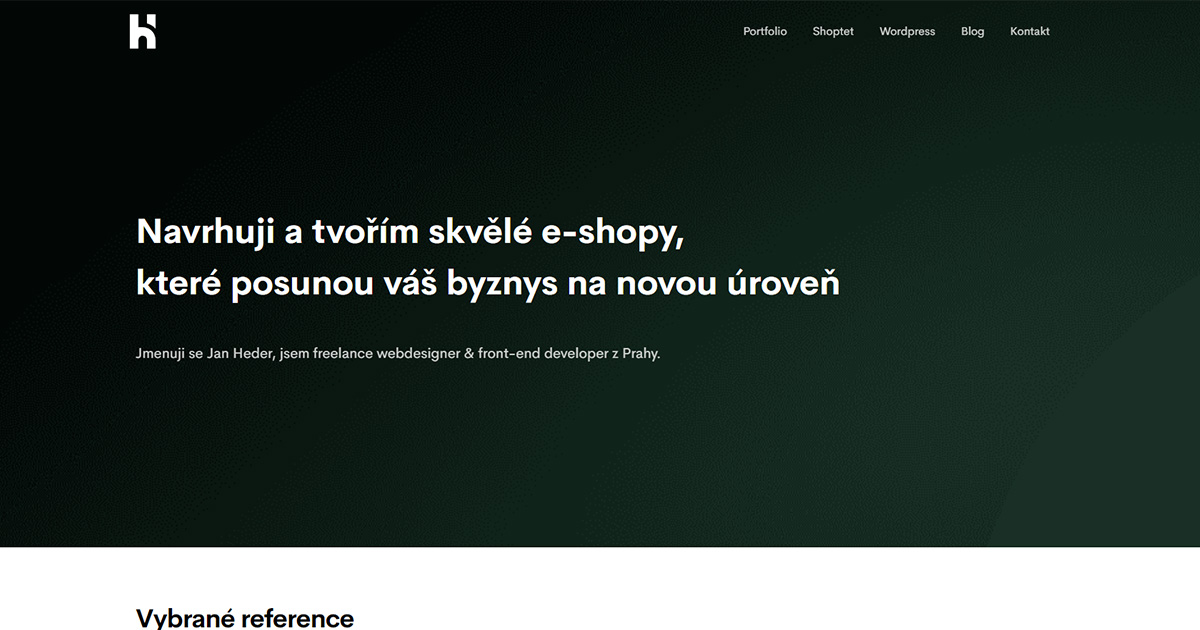 Portfolio Shoptet Wordpress Blog Kontakt
Navrhuji a tvořím skvělé e-shopy,
které posunou váš byznys na novou úroveň
Jmenuji se Jan Heder, jsem freelance webdesigner & front-end developer z Prahy.
Vybrané reference